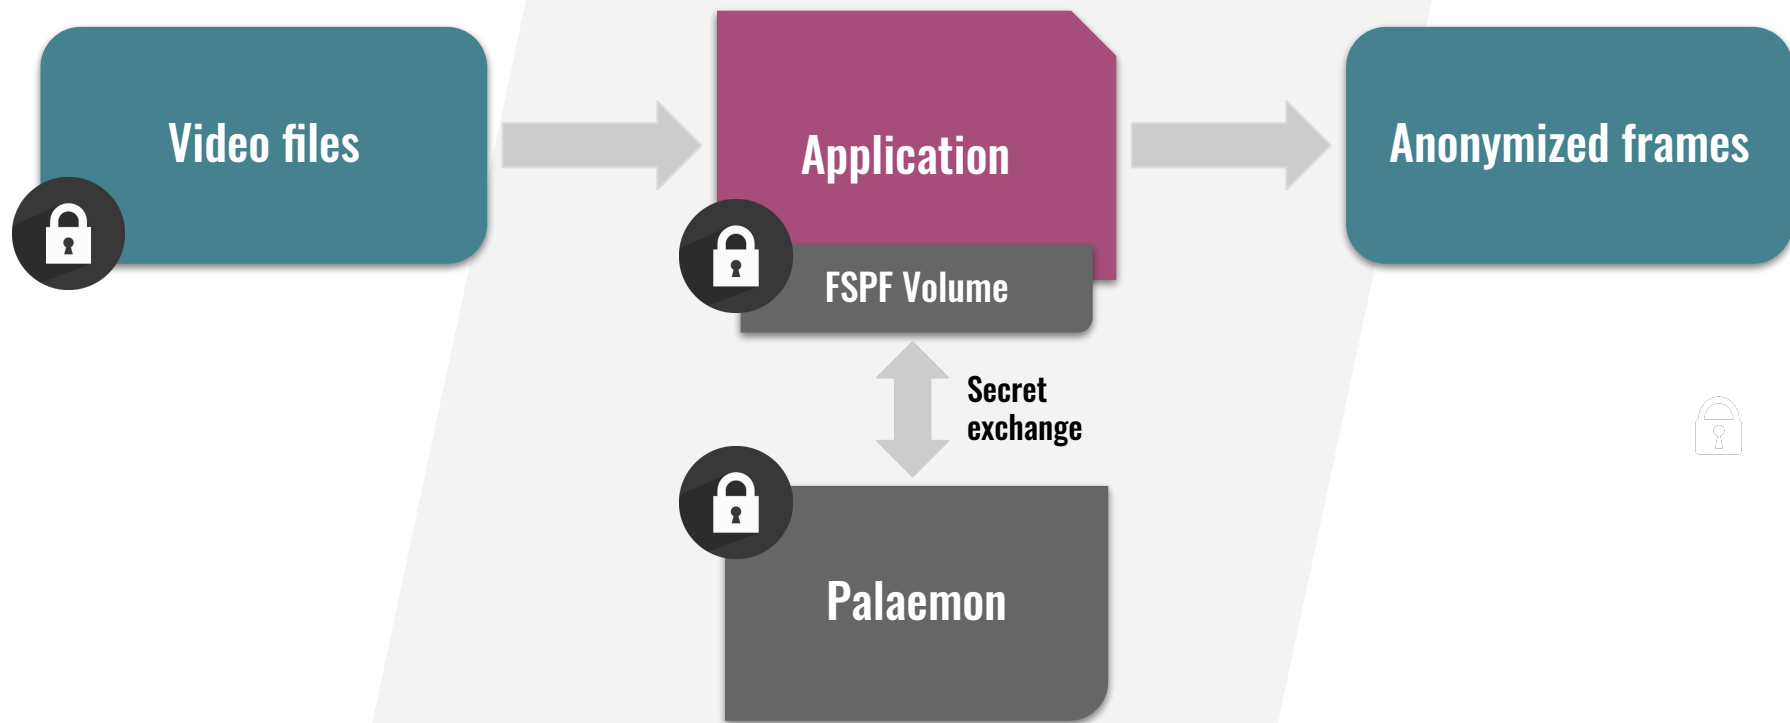 Video files
Application
Anonymized frames
FSPF Volume
Secret
exchange
Palaemon